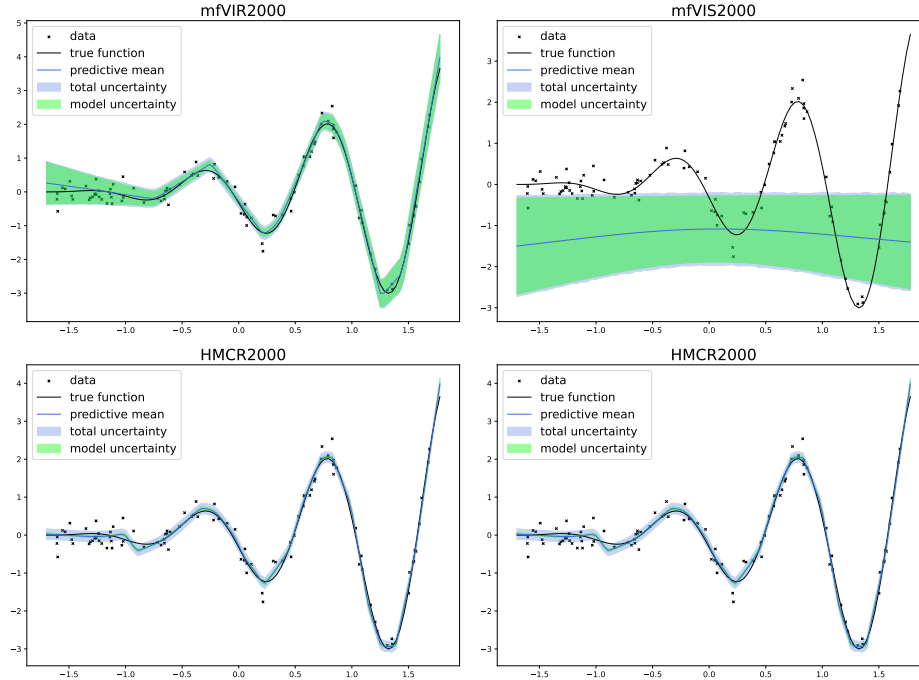 mfVIR2000
data
true function
predictive mean
total uncertainty
model uncertainty
5
4
3
2
1
0
−1
−2
−3
−1.5 −1.0 −0.5 0.0 0.5 1.0 1.5
mfVIS2000
data
true function
predictive mean
total uncertainty
model uncertainty
3
2
1
0
−1
−2
−3
−1.5 −1.0 −0.5 0.0 0.5 1.0 1.5
HMCR2000
data
true function
predictive mean
total uncertainty
model uncertainty
4
3
2
1
0
−1
−2
−3
−1.5 −1.0 −0.5 0.0 0.5 1.0 1.5
HMCR2000
data
true function
predictive mean
total uncertainty
model uncertainty
4
3
2
1
0
−1
−2
−3
−1.5 −1.0 −0.5 0.0 0.5 1.0 1.5